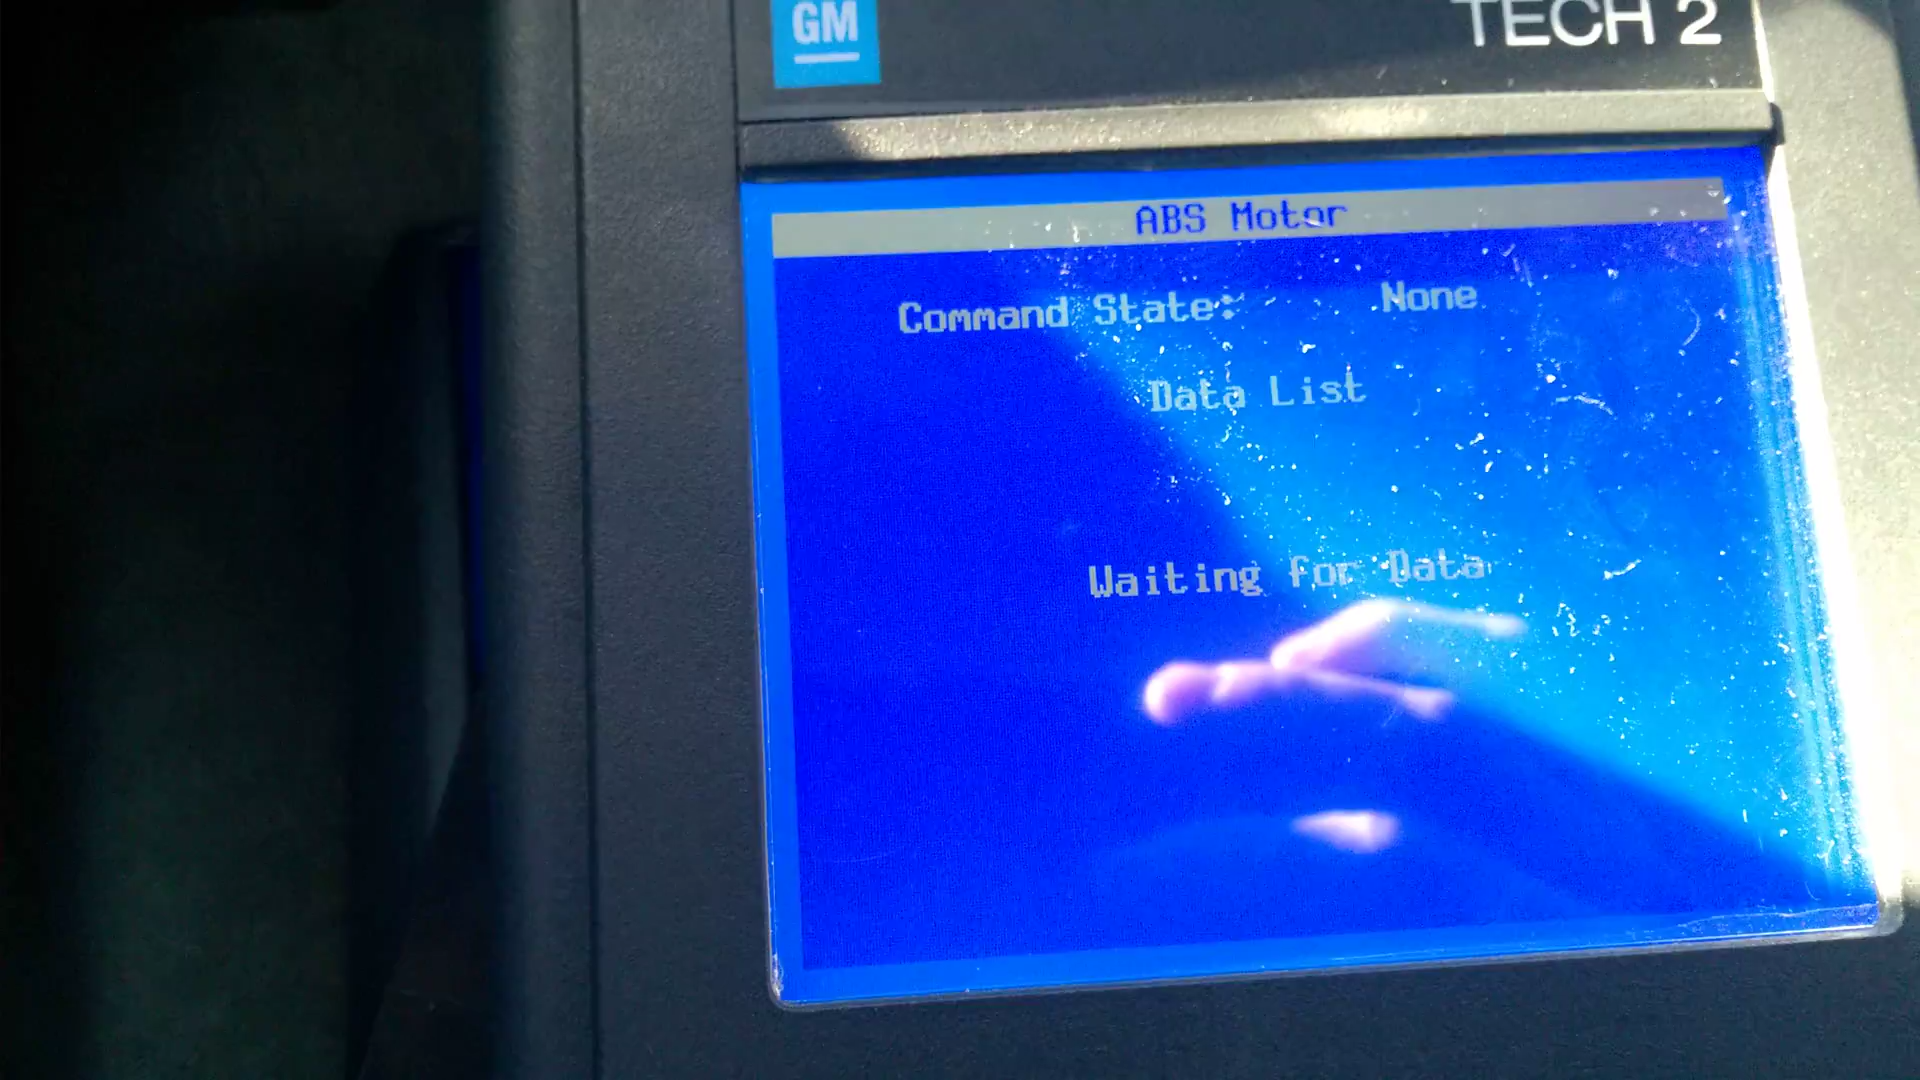 GM
TECH 2
ABS Motor
Command State: None
Data List
Waiting for Data